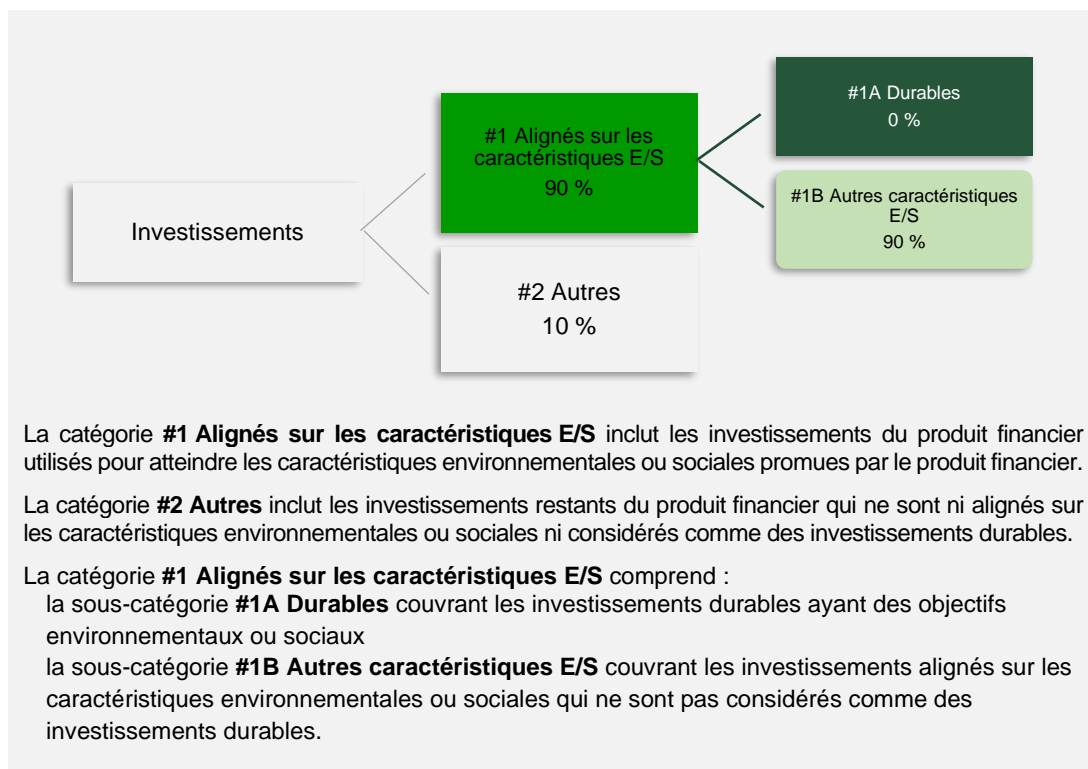 Investissements
#1 Alignés sur les
caractéristiques E/S
90 %
#2 Autres
10 %
#1A Durables
0 %
#1B Autres caractéristiques
E/S
90 %
La catégorie #1 Alignés sur les caractéristiques E/S inclut les investissements du produit financier
utilisés pour atteindre les caractéristiques environnementales ou sociales promues par le produit financier.
La catégorie #2 Autres inclut les investissements restants du produit financier qui ne sont ni alignés sur
les caractéristiques environnementales ou sociales ni considérés comme des investissements durables.
La catégorie #1 Alignés sur les caractéristiques E/S comprend :
la sous-catégorie #1A Durables couvrant les investissements durables ayant des objectifs
environnementaux ou sociaux
la sous-catégorie #1B Autres caractéristiques E/S couvrant les investissements alignés sur les
caractéristiques environnementales ou sociales qui ne sont pas considérés comme des
investissements durables.